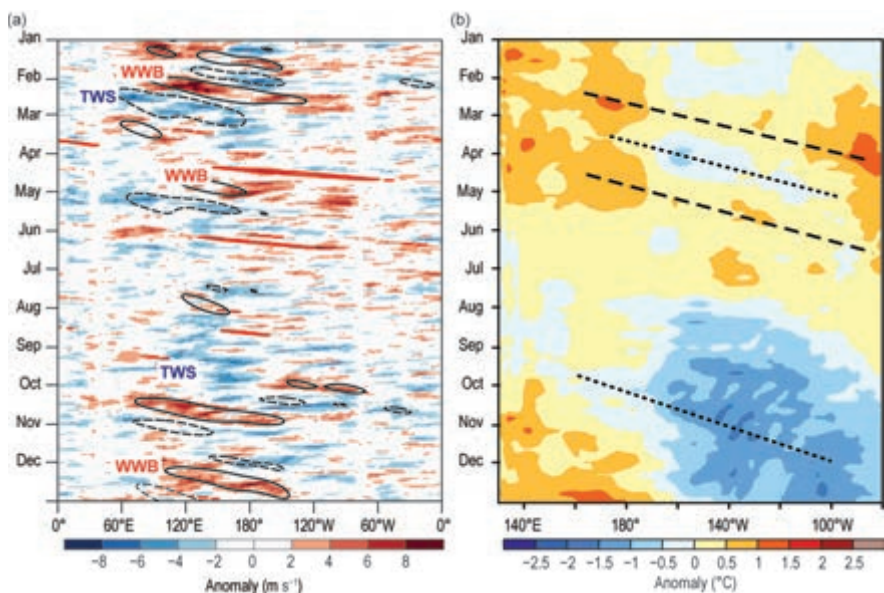 (a)
Jan
Feb
Mar
Apr
May
Jun
Jul
Aug
Sep
Oct
Nov
Dec
WWB
TWS
WWB
TWS
WWB
0° 60°E 120°E 180° 120°W 60°W 0°
−8 −6 −4 −2 0 2 4 6 8
Anomaly (m s⁻¹)
(b)
Jan
Feb
Mar
Apr
May
Jun
Jul
Aug
Sep
Oct
Nov
Dec
140°E 180° 140°W 100°W
−2.5 −2 −1.5 −1 −0.5 0 0.5 1 1.5 2 2.5
Anomaly (°C)